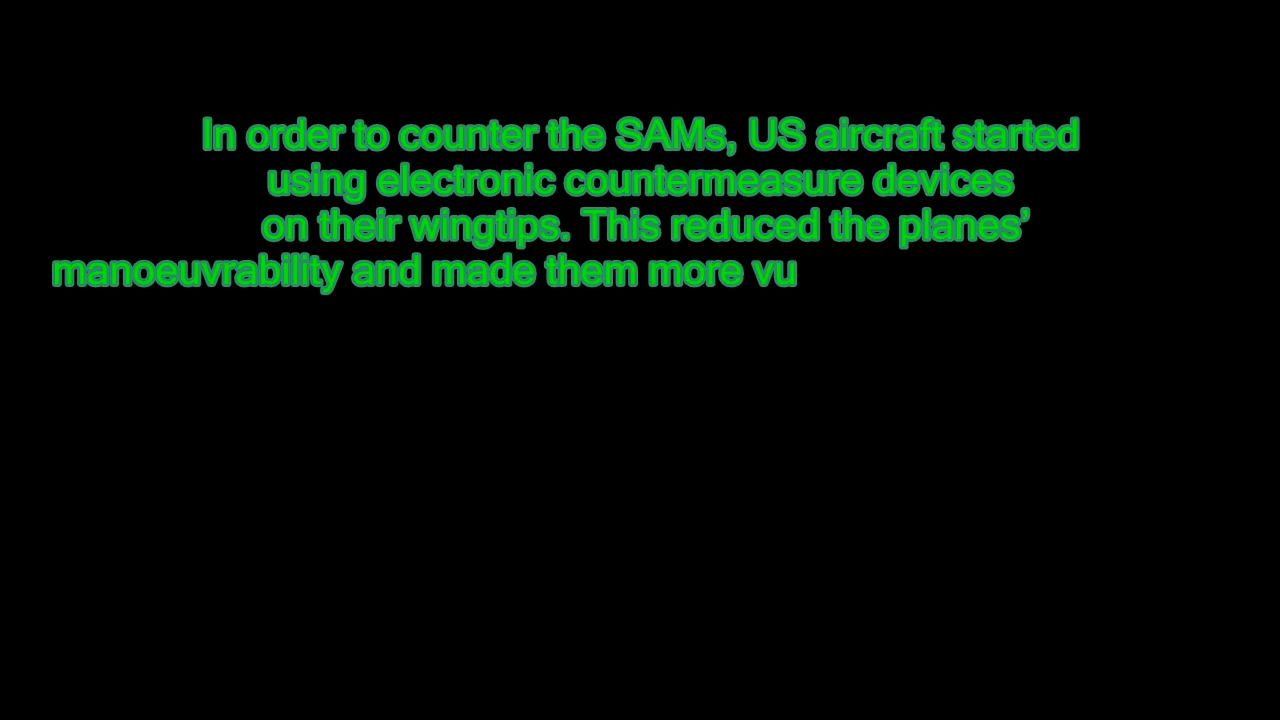 In order to counter the SAMs, US aircraft started
using electronic countermeasure devices
on their wingtips. This reduced the planes’
manoeuvrability and made them more vu